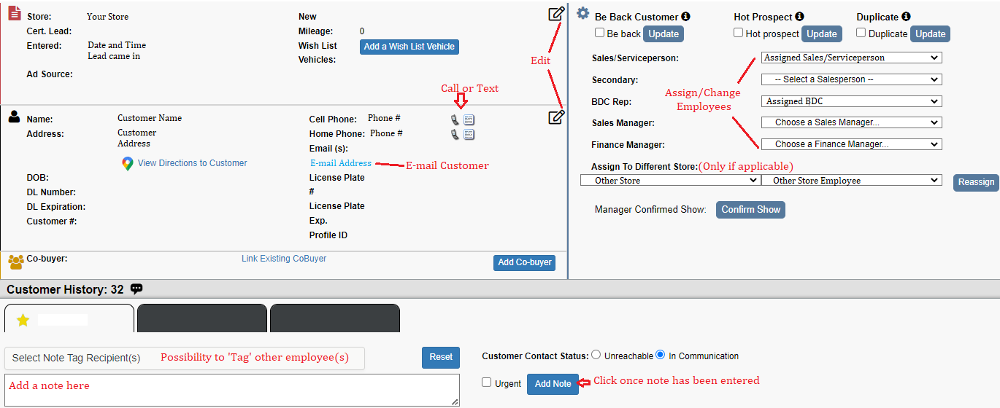 Store: Your Store
Cert. Lead:
Entered: Date and Time
Lead came in
Ad Source:
New
Mileage: 0
Wish List Add a Wish List Vehicle
Vehicles:
Edit
Call or Text
Name: Customer Name
Address: Customer
Address
View Directions to Customer
DOB:
DL Number:
DL Expiration:
Customer #:
Cell Phone: Phone #
Home Phone: Phone #
Email (s):
E-mail Address E-mail Customer
License Plate
#
License Plate
Exp.
Profile ID
Co-buyer: Link Existing CoBuyer Add Co-buyer
Be Back Customer Hot Prospect Duplicate
Be back Update Hot prospect Update Duplicate Update
Sales/Serviceperson: Assigned Sales/Serviceperson
Secondary: -- Select a Salesperson --
Assign/Change
Employees
BDC Rep: Assigned BDC
Sales Manager: Choose a Sales Manager...
Finance Manager: Choose a Finance Manager...
Assign To Different Store:(Only if applicable)
Other Store Other Store Employee Reassign
Manager Confirmed Show: Confirm Show
Customer History: 32
Select Note Tag Recipient(s) Possibility to 'Tag' other employee(s) Reset
Add a note here
Customer Contact Status: Unreachable In Communication
Urgent Add Note Click once note has been entered